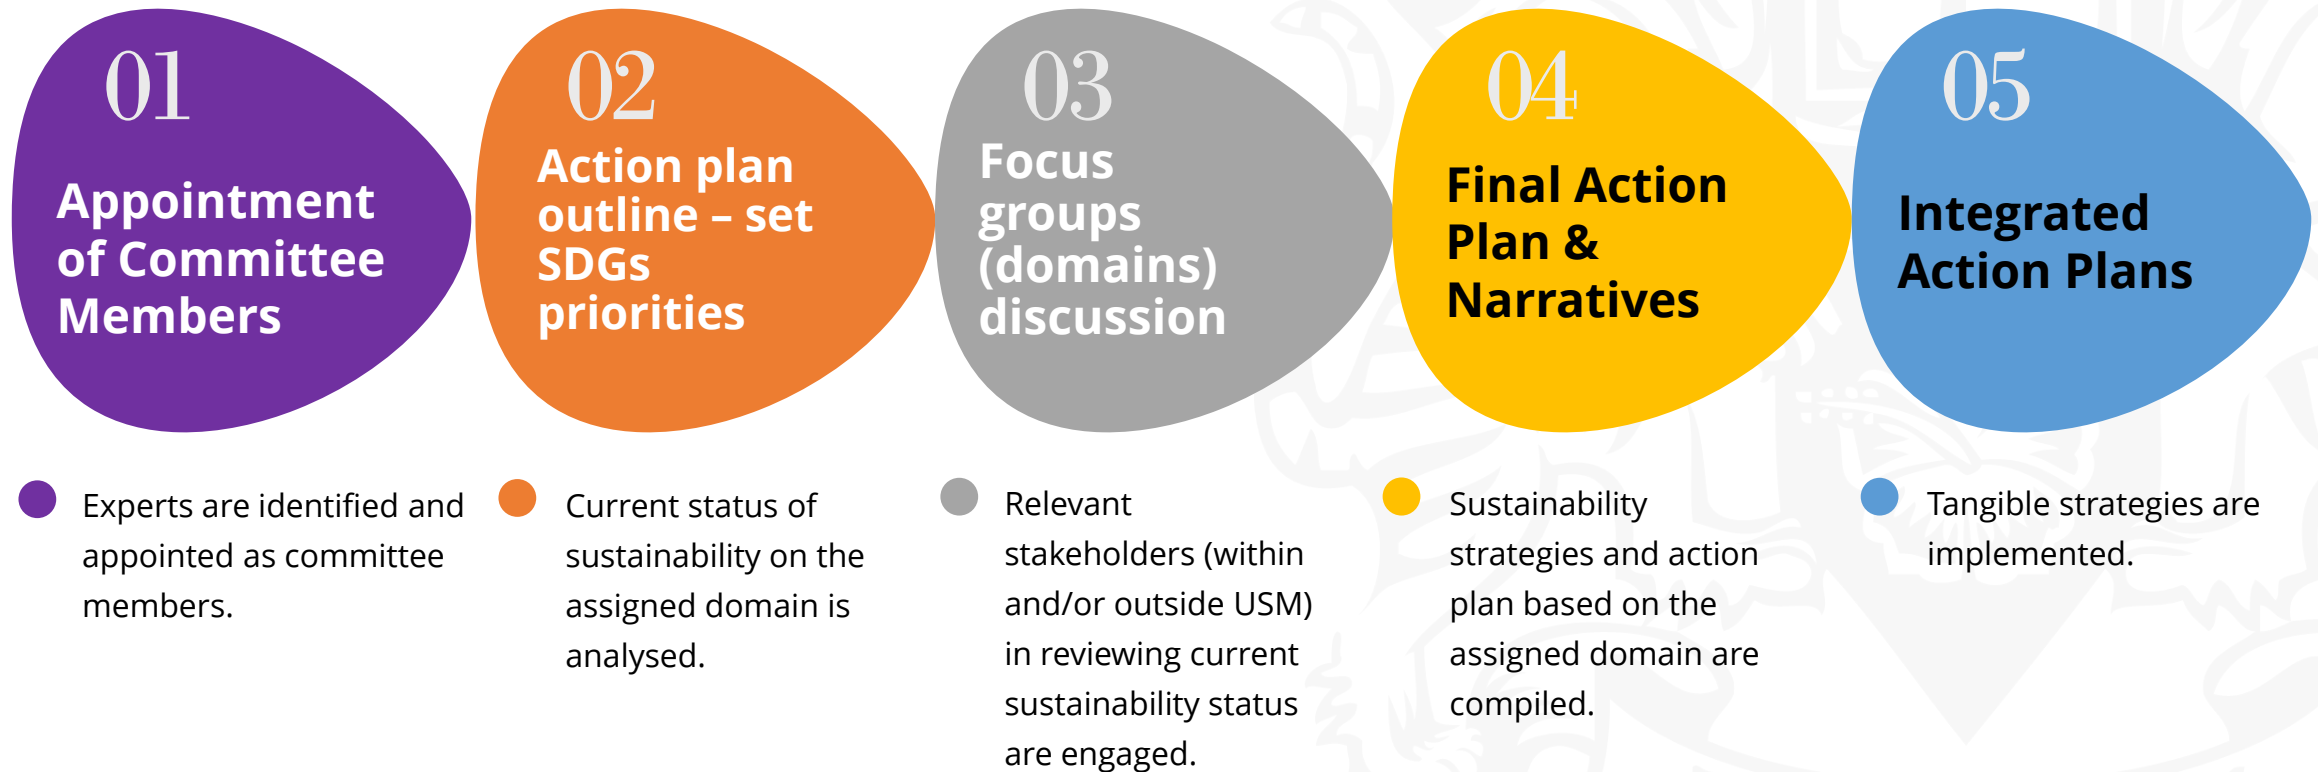 01
Appointment
of Committee
Members
02
Action plan
outline – set
SDGs
priorities
03
Focus
groups
(domains)
discussion
04
Final Action
Plan &
Narratives
05
Integrated
Action Plans
Experts are identified and
appointed as committee
members.
Current status of
sustainability on the
assigned domain is
analysed.
Relevant
stakeholders (within
and/or outside USM)
in reviewing current
sustainability status
are engaged.
Sustainability
strategies and action
plan based on the
assigned domain are
compiled.
Tangible strategies are
implemented.